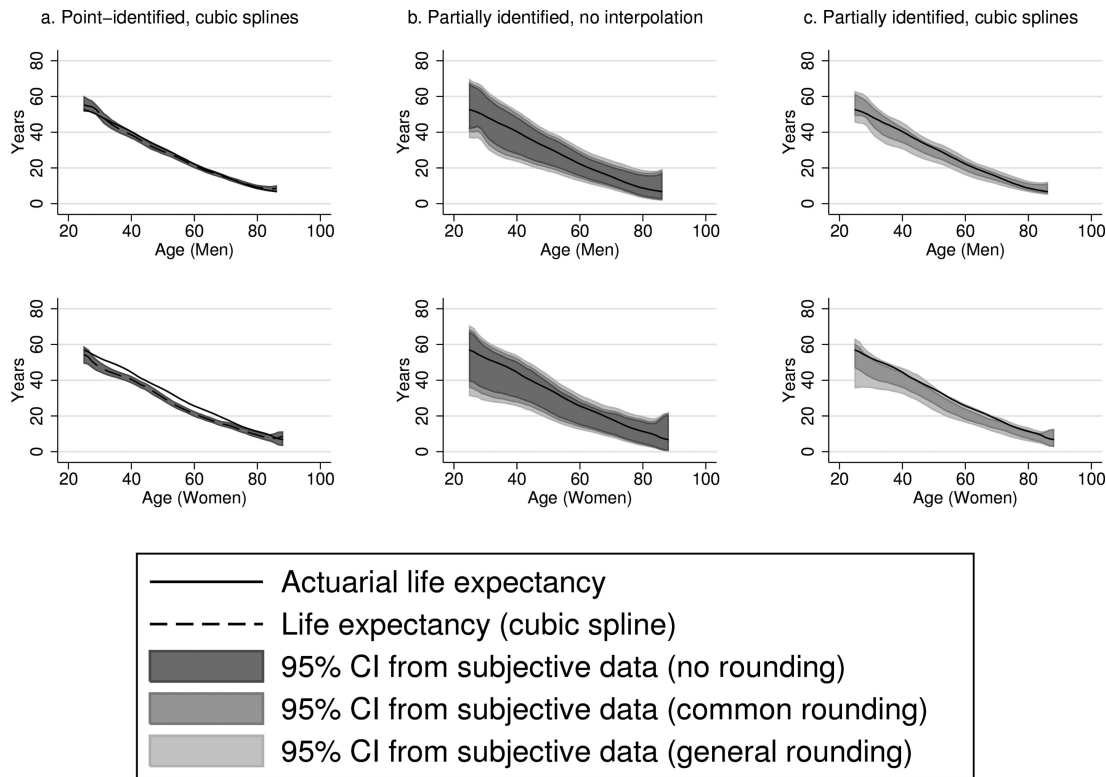 a. Point-identified, cubic splines
b. Partially identified, no interpolation
c. Partially identified, cubic splines
Years
80
60
40
20
0
20 40 60 80 100
Age (Men)
Years
80
60
40
20
0
20 40 60 80 100
Age (Men)
Years
80
60
40
20
0
20 40 60 80 100
Age (Men)
Years
80
60
40
20
0
20 40 60 80 100
Age (Women)
Years
80
60
40
20
0
20 40 60 80 100
Age (Women)
Years
80
60
40
20
0
20 40 60 80 100
Age (Women)
Actuarial life expectancy
Life expectancy (cubic spline)
95% CI from subjective data (no rounding)
95% CI from subjective data (common rounding)
95% CI from subjective data (general rounding)